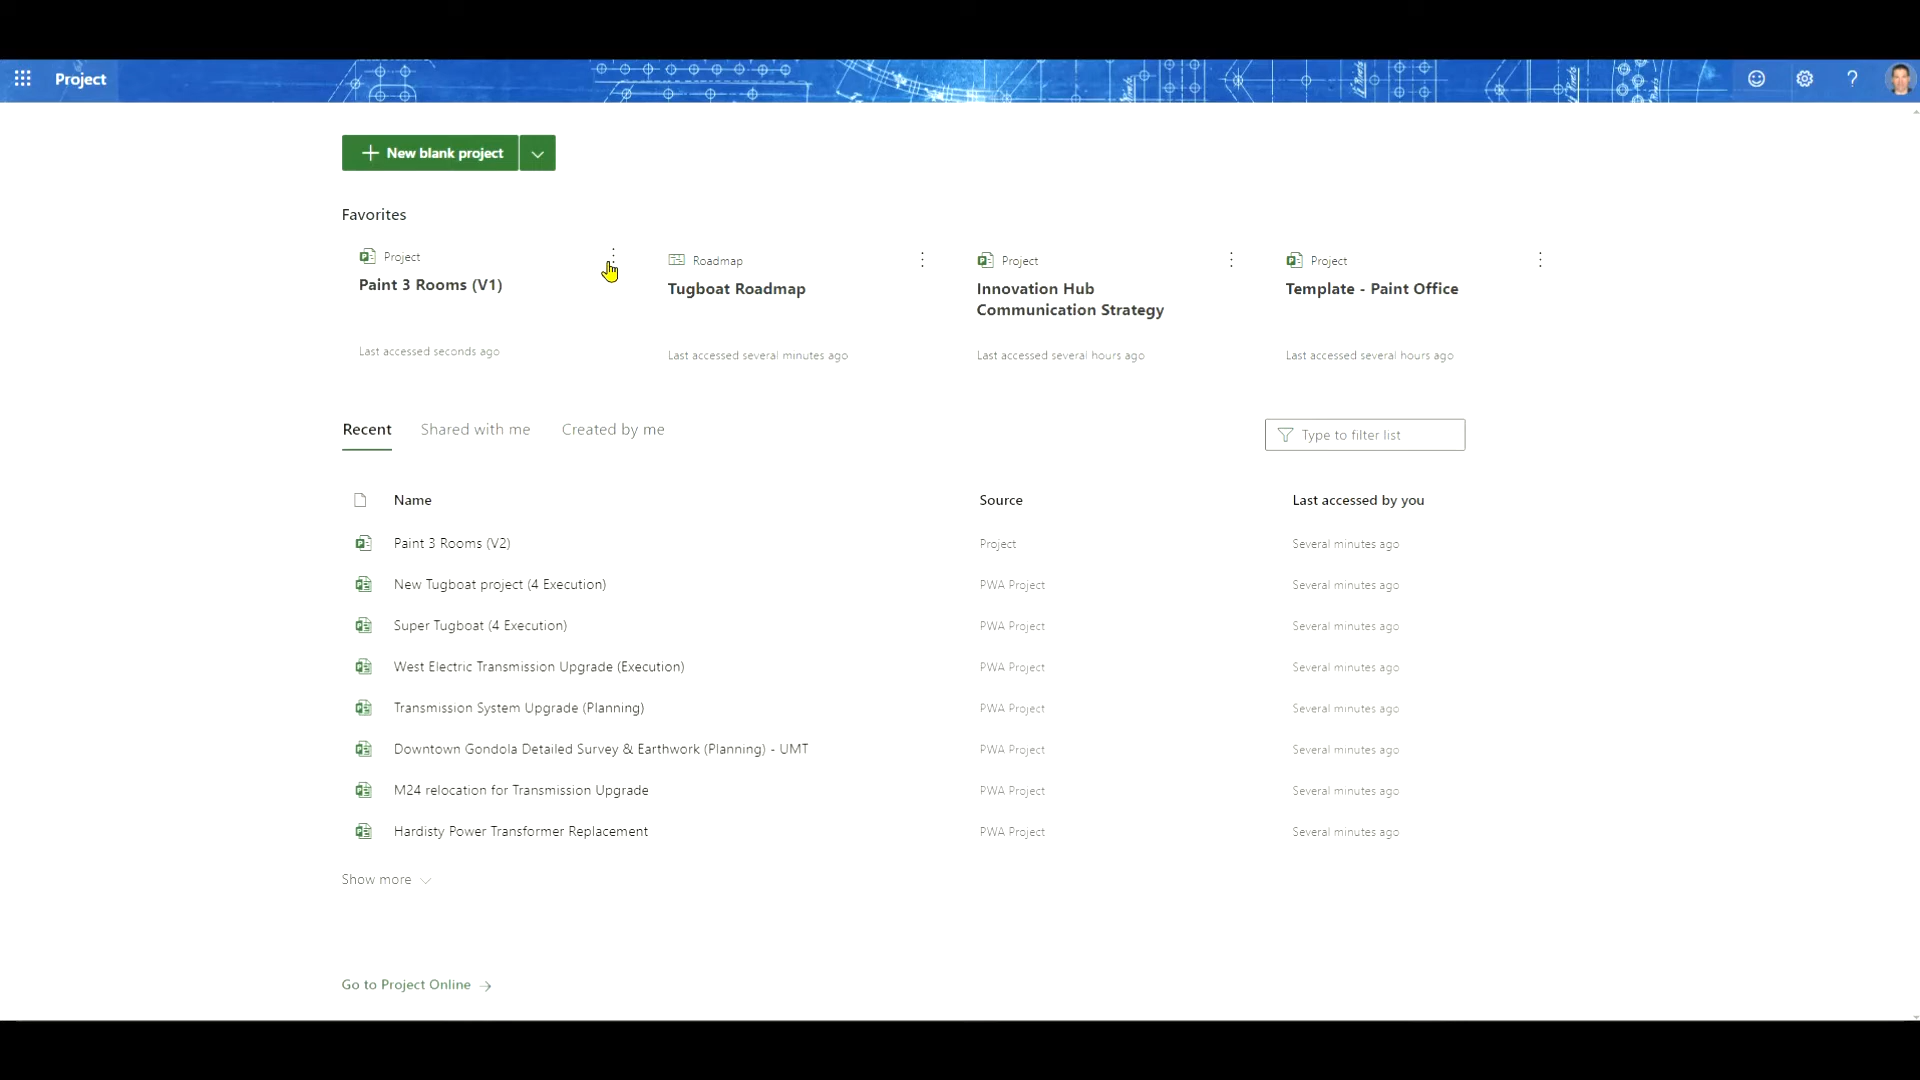 Project
New blank project
Favorites
Project
Paint 3 Rooms (V1)
Last accessed seconds ago
Roadmap
Tugboat Roadmap
Last accessed several minutes ago
Project
Innovation Hub
Communication Strategy
Last accessed several hours ago
Project
Template - Paint Office
Last accessed several hours ago
Recent Shared with me Created by me
Type to filter list
Name Source Last accessed by you
Paint 3 Rooms (V2) Project Several minutes ago
New Tugboat project (4 Execution) PWA Project Several minutes ago
Super Tugboat (4 Execution) PWA Project Several minutes ago
West Electric Transmission Upgrade (Execution) PWA Project Several minutes ago
Transmission System Upgrade (Planning) PWA Project Several minutes ago
Downtown Gondola Detailed Survey & Earthwork (Planning) - UMT PWA Project Several minutes ago
M24 relocation for Transmission Upgrade PWA Project Several minutes ago
Hardisty Power Transformer Replacement PWA Project Several minutes ago
Show more
Go to Project Online